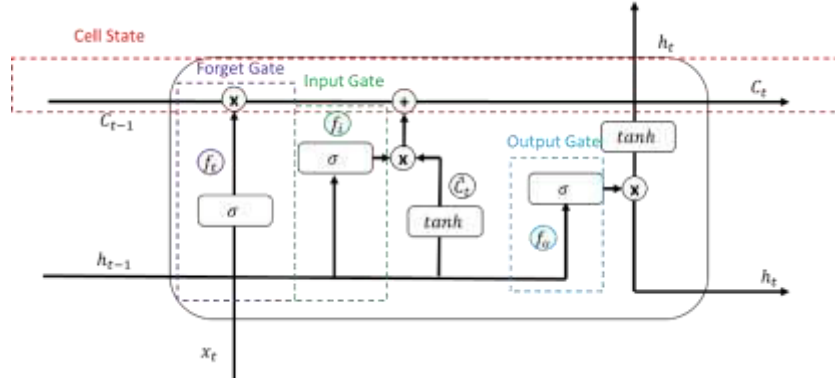 h_t
Cell State
Forget Gate
Input Gate
C_{t-1}
C_t
f_t
f_i
Output Gate
tanh
σ
σ
σ
Ĉ_t
tanh
f_o
h_{t-1}
h_t
x_t